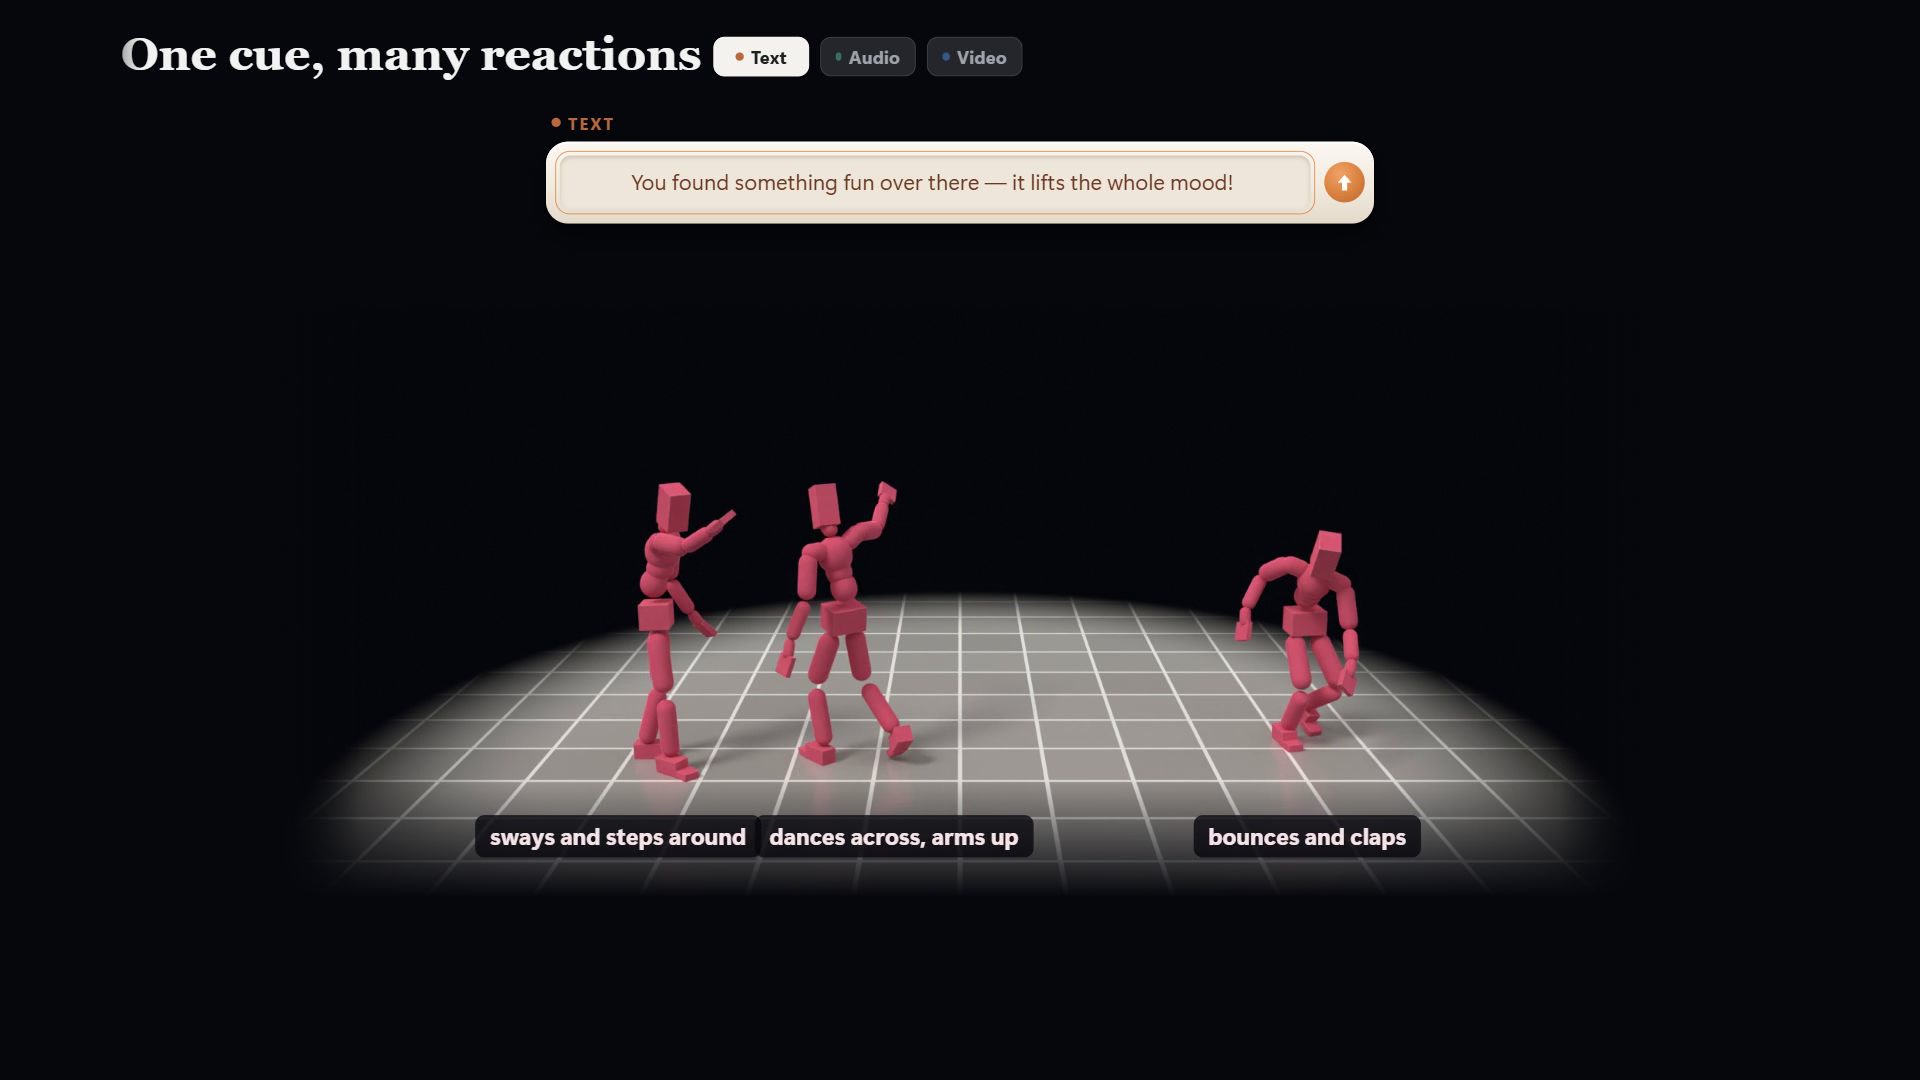 One cue, many reactions
Text
Audio
Video
TEXT
You found something fun over there — it lifts the whole mood!
sways and steps around
dances across, arms up
bounces and claps